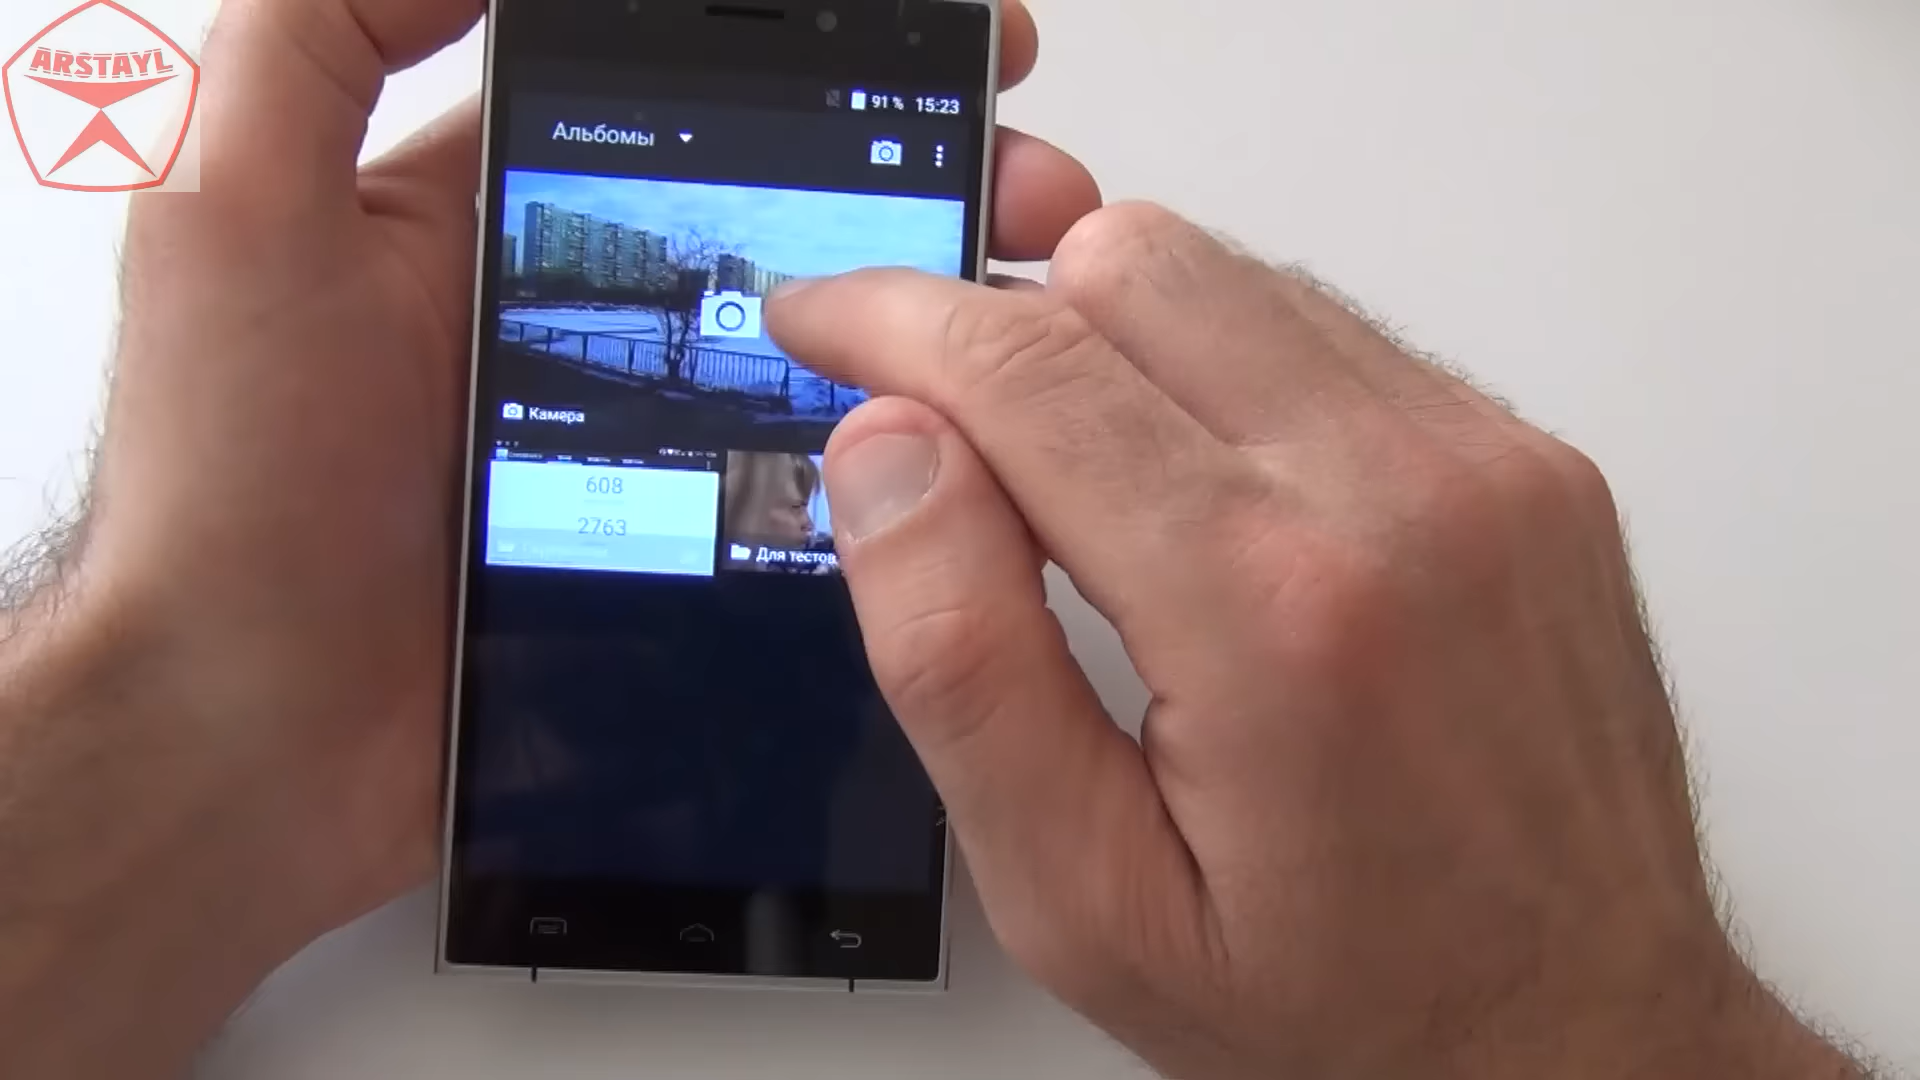 ARSTAYL
91 % 15:23
Альбомы
Камера
608
2763
Для тестов